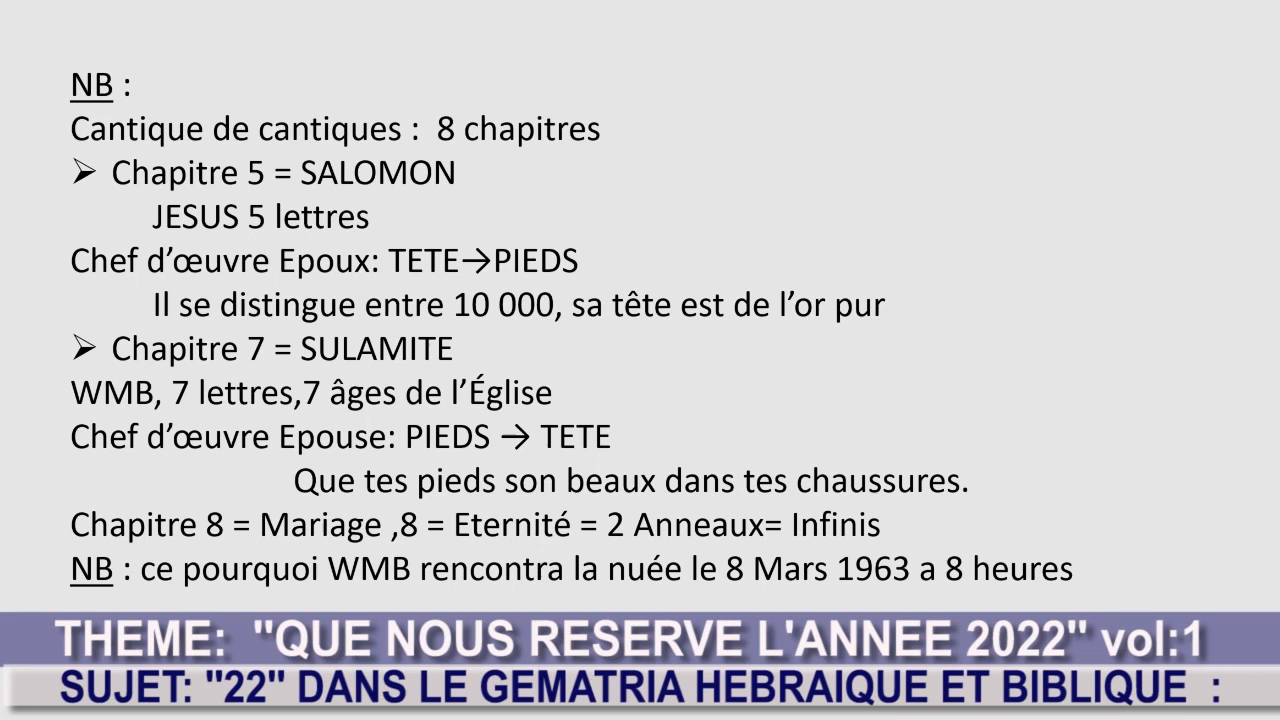 NB :
Cantique de cantiques : 8 chapitres
➢ Chapitre 5 = SALOMON
JESUS 5 lettres
Chef d’œuvre Epoux: TETE→PIEDS
Il se distingue entre 10 000, sa tête est de l’or pur
➢ Chapitre 7 = SULAMITE
WMB, 7 lettres,7 âges de l’Église
Chef d’œuvre Epouse: PIEDS → TETE
Que tes pieds son beaux dans tes chaussures.
Chapitre 8 = Mariage ,8 = Eternité = 2 Anneaux= Infinis
NB : ce pourquoi WMB rencontra la nuée le 8 Mars 1963 a 8 heures
THEME: "QUE NOUS RESERVE L'ANNEE 2022" vol:1
SUJET: "22" DANS LE GEMATRIA HEBRAIQUE ET BIBLIQUE :